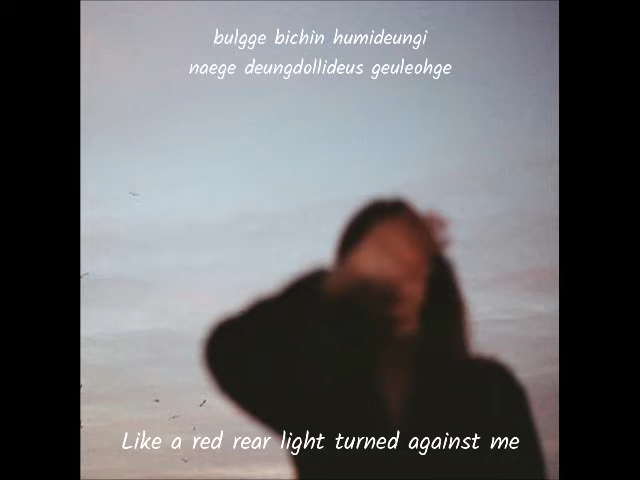 bulgge bichin humideungi
naege deungdollideus geuleohge
Like a red rear light turned against me